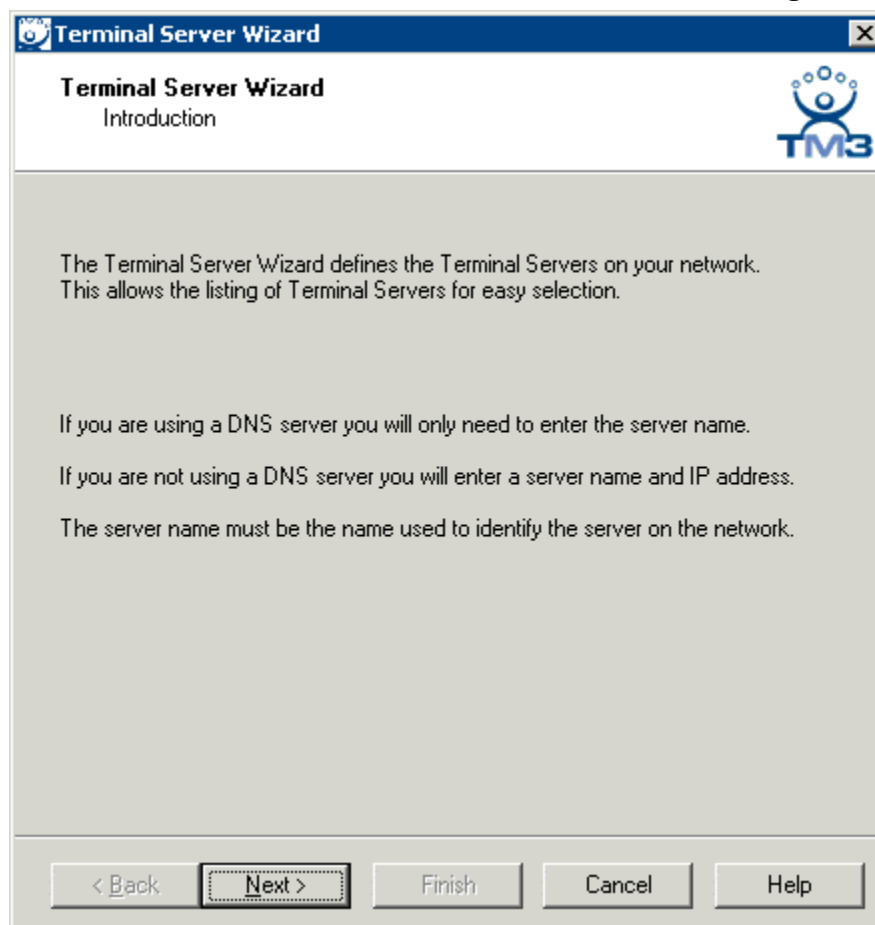 Terminal Server Wizard
Terminal Server Wizard
Introduction
TM3
The Terminal Server Wizard defines the Terminal Servers on your network.
This allows the listing of Terminal Servers for easy selection.
If you are using a DNS server you will only need to enter the server name.
If you are not using a DNS server you will enter a server name and IP address.
The server name must be the name used to identify the server on the network.
< Back Next > Finish Cancel Help